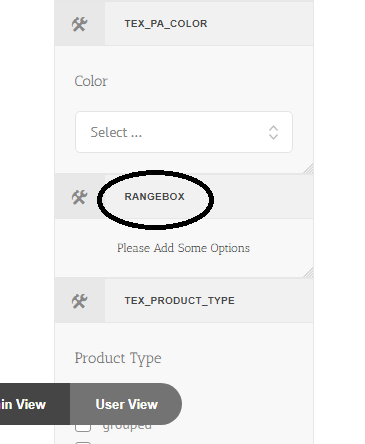 TEX_PA_COLOR
Color
Select ...
RANGEBOX
Please Add Some Options
TEX_PRODUCT_TYPE
Product Type
in View User View
grouped